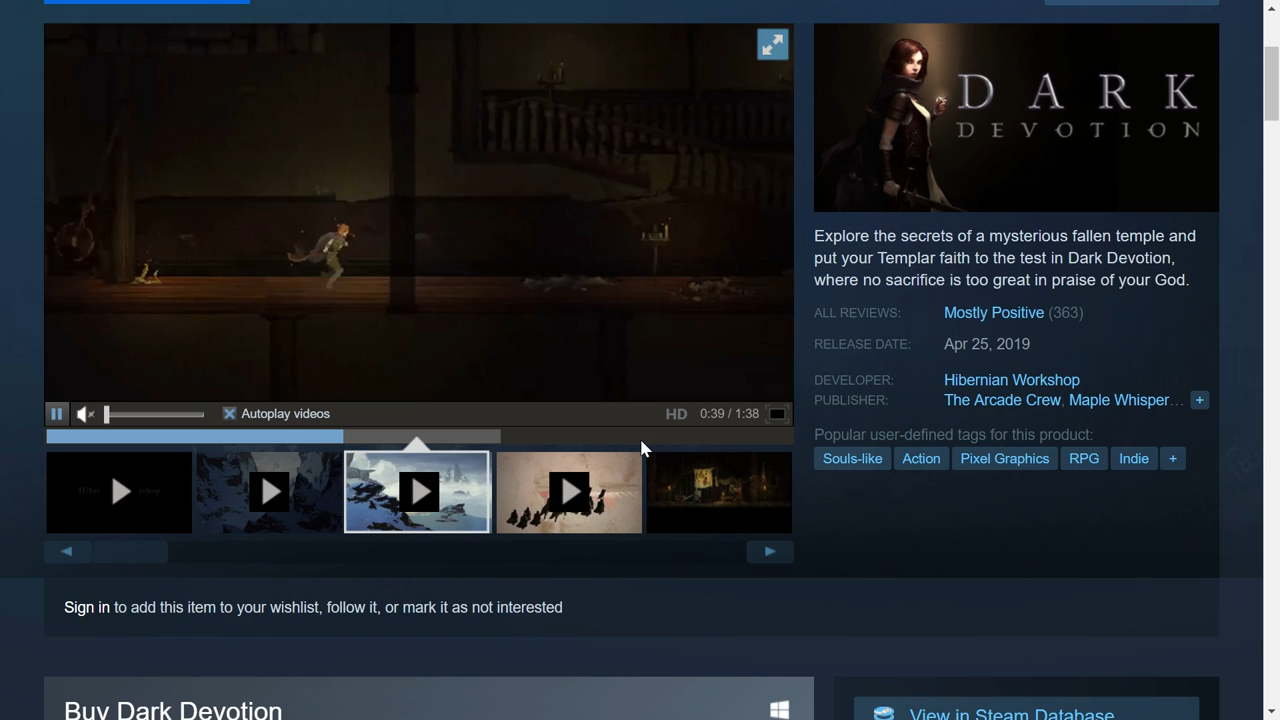 DARK
DEVOTION
Explore the secrets of a mysterious fallen temple and
put your Templar faith to the test in Dark Devotion,
where no sacrifice is too great in praise of your God.
ALL REVIEWS: Mostly Positive (363)
RELEASE DATE: Apr 25, 2019
DEVELOPER: Hibernian Workshop
PUBLISHER: The Arcade Crew, Maple Whisper... +
Popular user-defined tags for this product:
Souls-like Action Pixel Graphics RPG Indie +
Autoplay videos HD 0:39 / 1:38
Sign in to add this item to your wishlist, follow it, or mark it as not interested
Buy Dark Devotion
View in Steam Database